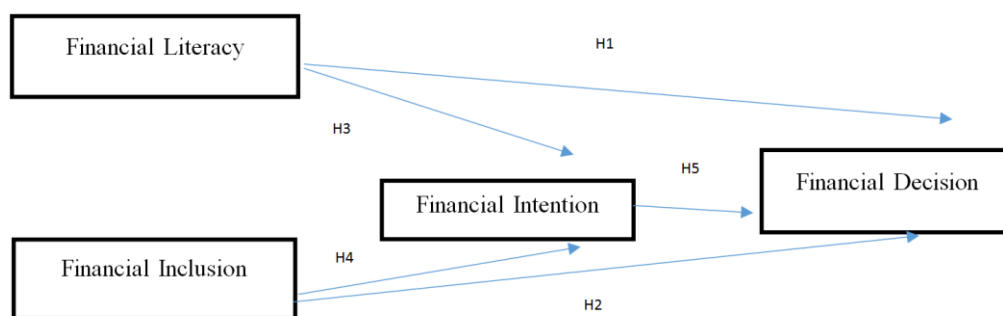 Financial Literacy
H1
H3
H5
Financial Decision
Financial Intention
H4
Financial Inclusion
H2